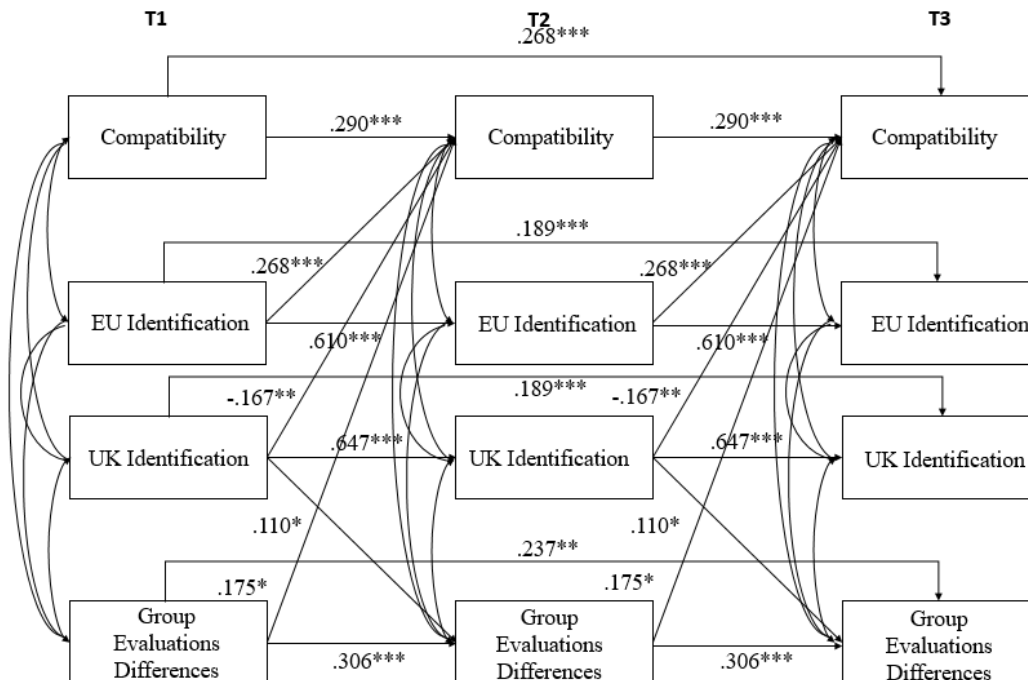 T1
T2
T3
.268***
Compatibility
.290***
Compatibility
.290***
Compatibility
.189***
.268***
.268***
EU Identification
EU Identification
EU Identification
.610***
.610***
-.167**
.189***
-.167**
.647***
.647***
UK Identification
UK Identification
UK Identification
.110*
.110*
.237**
.175*
.175*
Group
Evaluations
Differences
.306***
Group
Evaluations
Differences
.306***
Group
Evaluations
Differences